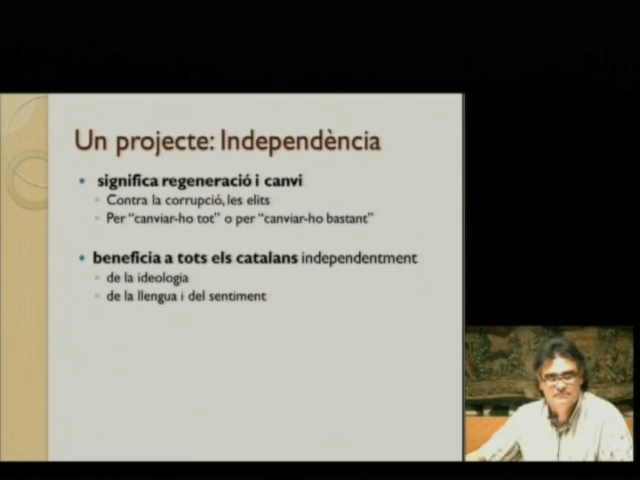 Un projecte: Independència
significa regeneració i canvi
Contra la corrupció, les elits
Per “canviar-ho tot” o per “canviar-ho bastant”
beneficia a tots els catalans independentment
de la ideologia
de la llengua i del sentiment